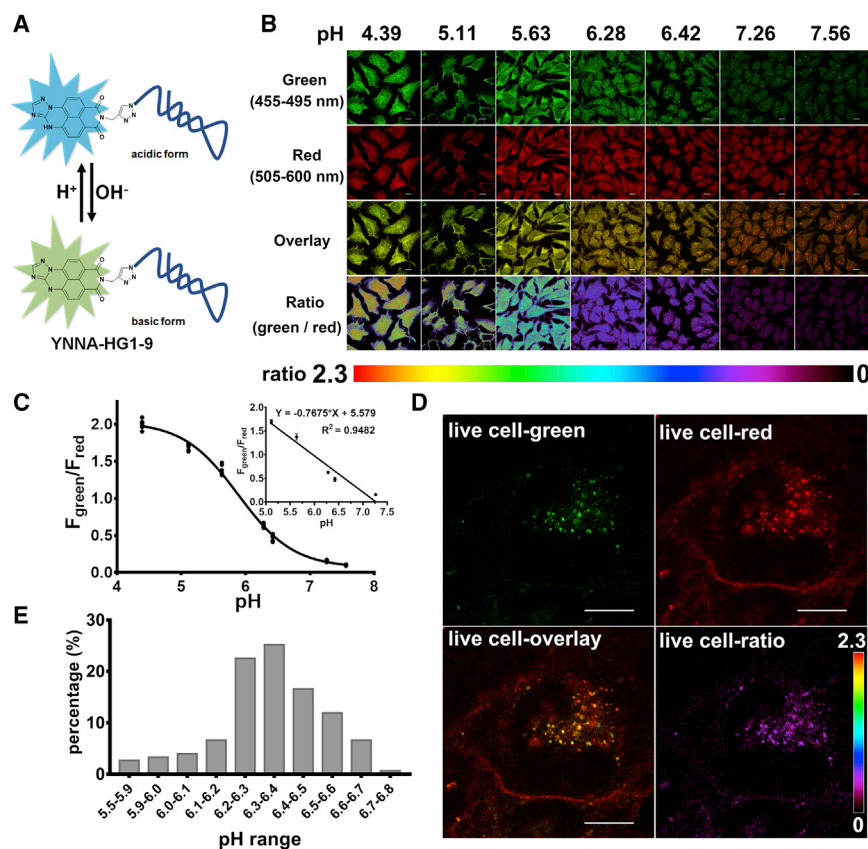 A
acidic form
H+ OH-
basic form
YNNA-HG1-9
B
pH 4.39 5.11 5.63 6.28 6.42 7.26 7.56
Green
(455-495 nm)
Red
(505-600 nm)
Overlay
Ratio
(green / red)
ratio 2.3 0
C
Fgreen/Fred
2.0
1.5
1.0
0.5
0.0
4 5 6 7 8
pH
Y = -0.7675*X + 5.579
R² = 0.9482
Fgreen/Fred
2.0
1.5
1.0
0.5
0.0
5.0 5.7 6.5 7.2 7.5
pH
D
live cell-green
live cell-red
live cell-overlay
live cell-ratio
2.3
0
E
percentage (%)
30
20
10
0
5.5-5.9 5.9-6.0 6.0-6.1 6.1-6.2 6.2-6.3 6.3-6.4 6.4-6.5 6.5-6.6 6.6-6.7 6.7-6.8
pH range